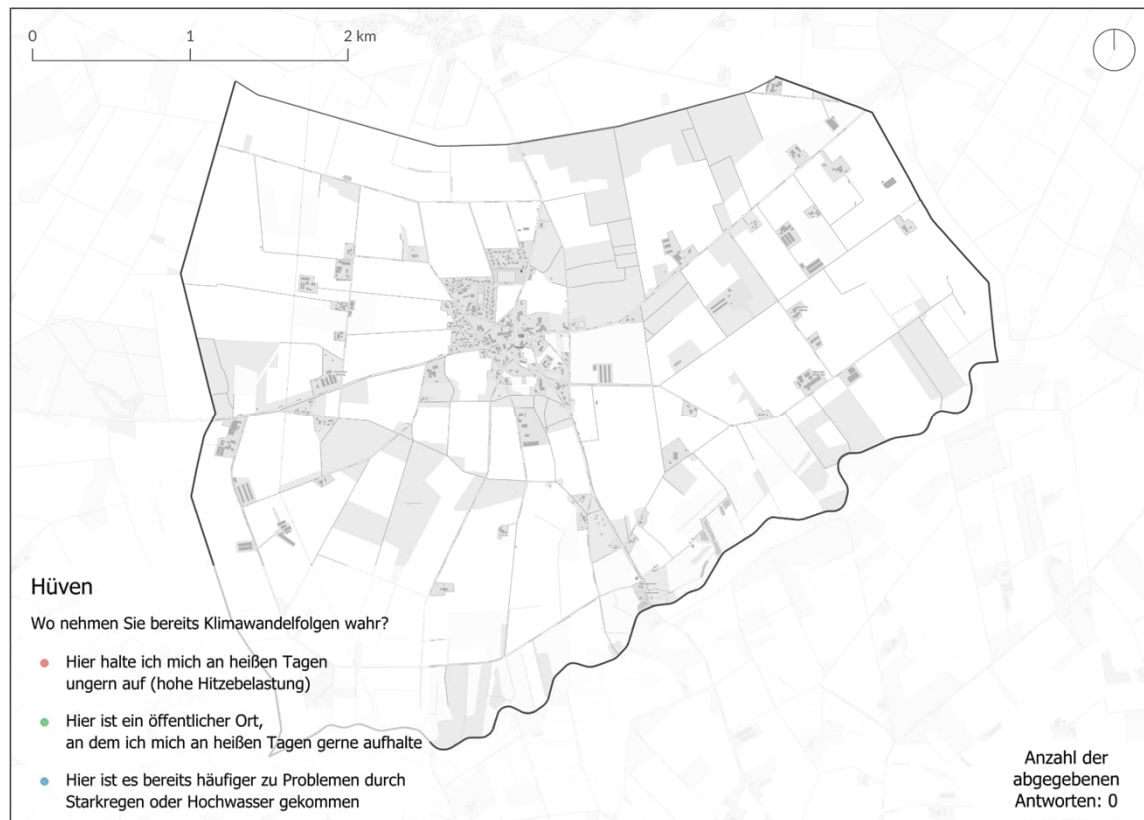 0 1 2 km
Hüven
Wo nehmen Sie bereits Klimawandelfolgen wahr?
Hier halte ich mich an heißen Tagen
ungern auf (hohe Hitzebelastung)
Hier ist ein öffentlicher Ort,
an dem ich mich an heißen Tagen gerne aufhalte
Hier ist es bereits häufiger zu Problemen durch
Starkregen oder Hochwasser gekommen
Anzahl der
abgegebenen
Antworten: 0